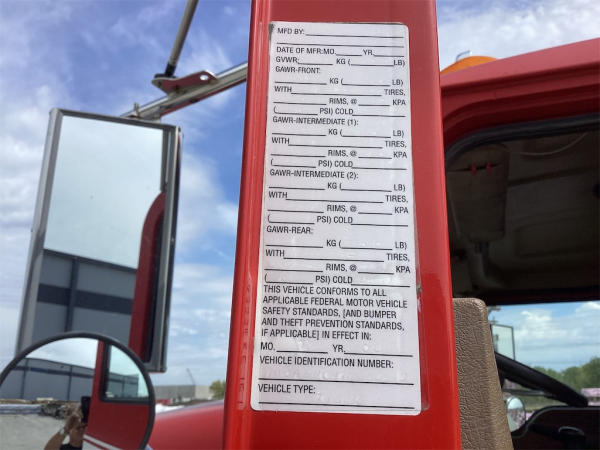 MFD BY:
DATE OF MFR:MO. YR.
GVWR: KG ( LB)
GAWR-FRONT:
KG ( LB)
WITH TIRES,
RIMS, @ KPA
( PSI) COLD
GAWR-INTERMEDIATE (1):
KG ( LB)
WITH TIRES,
RIMS, @ KPA
( PSI) COLD
GAWR-INTERMEDIATE (2):
KG ( LB)
WITH TIRES,
RIMS, @ KPA
( PSI) COLD
GAWR-REAR:
KG ( LB)
WITH TIRES,
RIMS, @ KPA
( PSI) COLD
THIS VEHICLE CONFORMS TO ALL
APPLICABLE FEDERAL MOTOR VEHICLE
SAFETY STANDARDS, [AND BUMPER
AND THEFT PREVENTION STANDARDS,
IF APPLICABLE] IN EFFECT IN:
MO. YR.
VEHICLE IDENTIFICATION NUMBER:
VEHICLE TYPE: